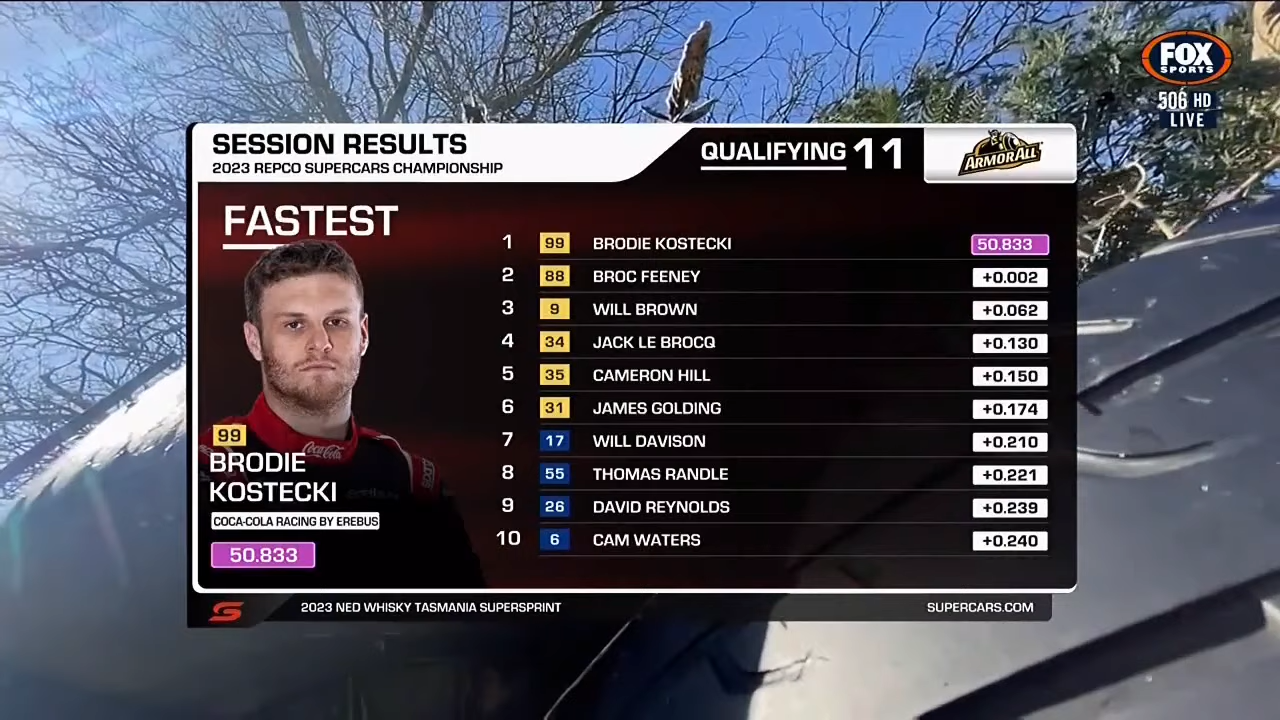 FOX
SPORTS
506 HD
LIVE
SESSION RESULTS
2023 REPCO SUPERCARS CHAMPIONSHIP
QUALIFYING 11
ARMORALL
FASTEST
1 99 BRODIE KOSTECKI 50.833
2 88 BROC FEENEY +0.002
3 9 WILL BROWN +0.062
4 34 JACK LE BROCQ +0.130
5 35 CAMERON HILL +0.150
6 31 JAMES GOLDING +0.174
7 17 WILL DAVISON +0.210
8 55 THOMAS RANDLE +0.221
9 26 DAVID REYNOLDS +0.239
10 6 CAM WATERS +0.240
Coca-Cola
99
BRODIE
KOSTECKI
COCA-COLA RACING BY EREBUS
50.833
2023 NED WHISKY TASMANIA SUPERSPRINT
SUPERCARS.COM